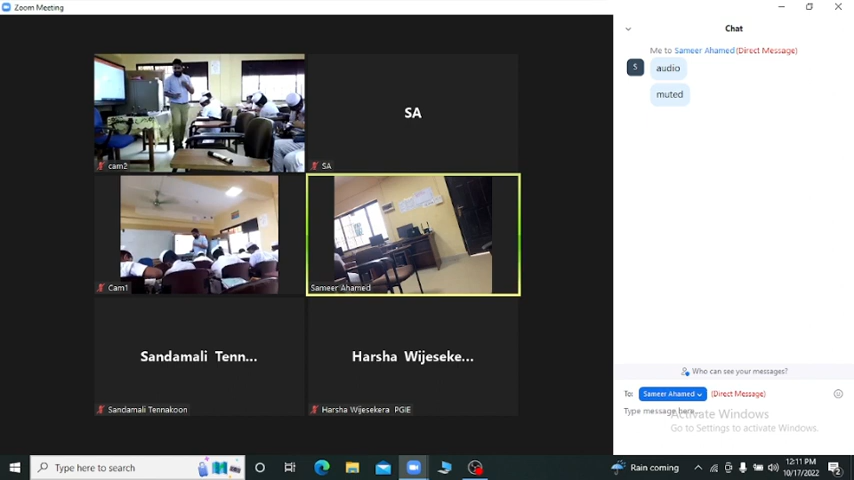 Zoom Meeting
cam2
SA
SA
Cam1
Sameer Ahamed
Sandamali Tenn...
Harsha Wijeseke...
Sandamali Tennakoon
Harsha Wijesekera PGIE
Chat
Me to Sameer Ahamed (Direct Message)
S
audio
muted
Who can see your messages?
To: Sameer Ahamed (Direct Message)
Type message here...
Activate Windows
Go to Settings to activate Windows.
Type here to search
Rain coming
12:11 PM
10/17/2022
2